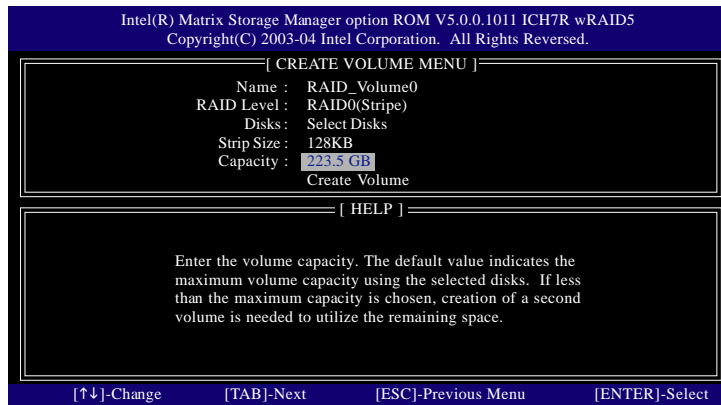 Intel(R) Matrix Storage Manager option ROM V5.0.0.1011 ICH7R wRAID5
Copyright(C) 2003-04 Intel Corporation. All Rights Reversed.
[ CREATE VOLUME MENU ]
Name : RAID_Volume0
RAID Level : RAID0(Stripe)
Disks : Select Disks
Strip Size : 128KB
Capacity : 223.5 GB
Create Volume
[ HELP ]
Enter the volume capacity. The default value indicates the
maximum volume capacity using the selected disks. If less
than the maximum capacity is chosen, creation of a second
volume is needed to utilize the remaining space.
[↑↓]-Change [TAB]-Next [ESC]-Previous Menu [ENTER]-Select